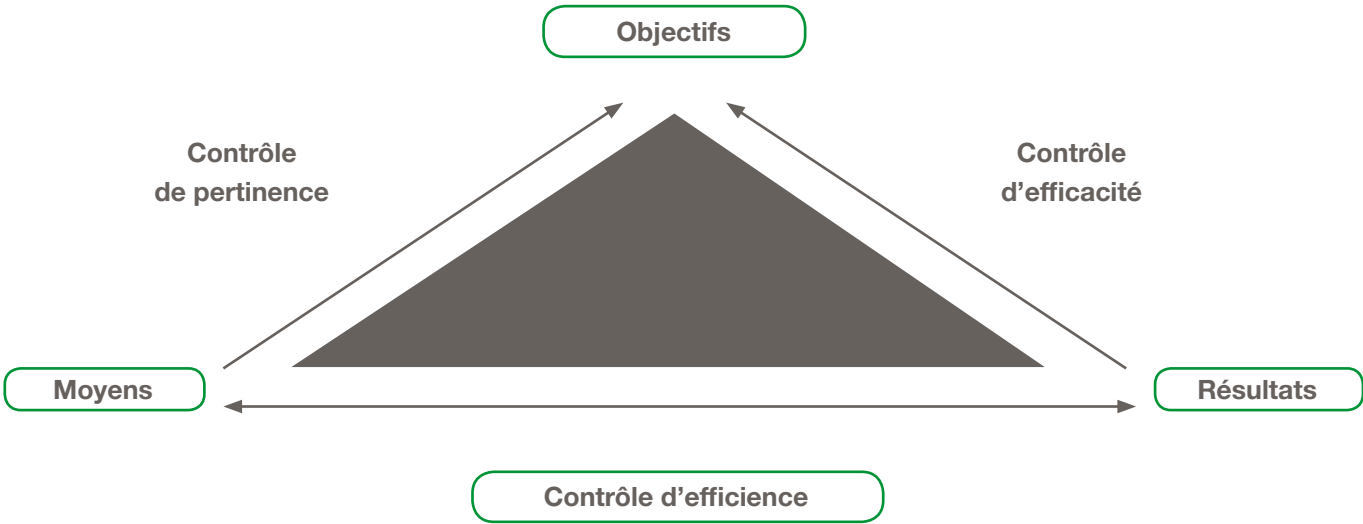 Objectifs
Contrôle
de pertinence
Contrôle
d’efficacité
Moyens
Résultats
Contrôle d’efficience